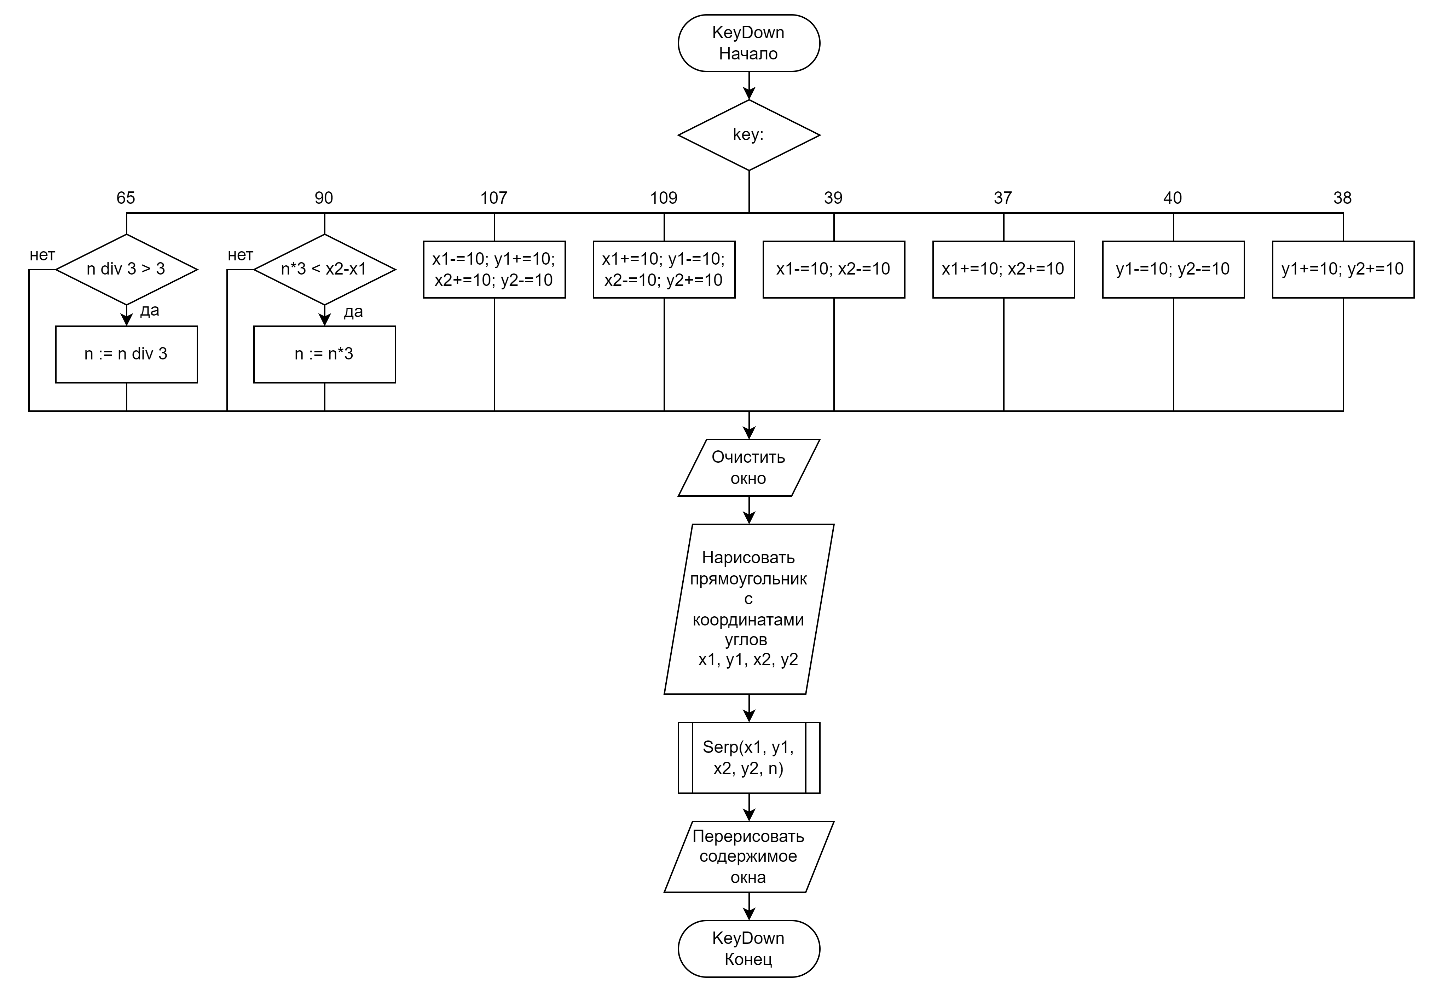 KeyDown
Начало
key:
65
90
107
109
39
37
40
38
нет
n div 3 > 3
да
n := n div 3
нет
n*3 < x2-x1
да
n := n*3
x1-=10; y1+=10;
x2+=10; y2-=10
x1+=10; y1-=10;
x2-=10; y2+=10
x1-=10; x2-=10
x1+=10; x2+=10
y1-=10; y2-=10
y1+=10; y2+=10
Очистить
окно
Нарисовать
прямоугольник
с
координатами
углов
x1, y1, x2, y2
Serp(x1, y1,
x2, y2, n)
Перерисовать
содержимое
окна
KeyDown
Конец